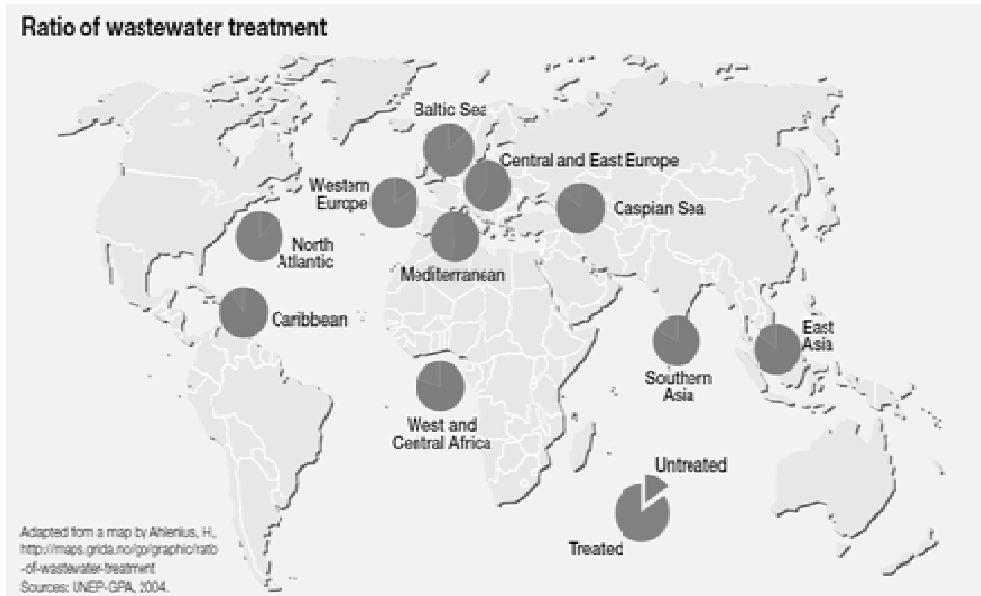 Ratio of wastewater treatment
Baltic Sea
Central and East Europe
Western
Europe
Caspian Sea
North
Atlantic
Mediterranean
Caribbean
East
Asia
Southern
Asia
West and
Central Africa
Untreated
Treated
Adapted from a map by Ahlenius, H.,
http://maps.grida.no/go/graphic/ratio
-of-wastewater-treatment
Sources: UNEP-GPA, 2004.